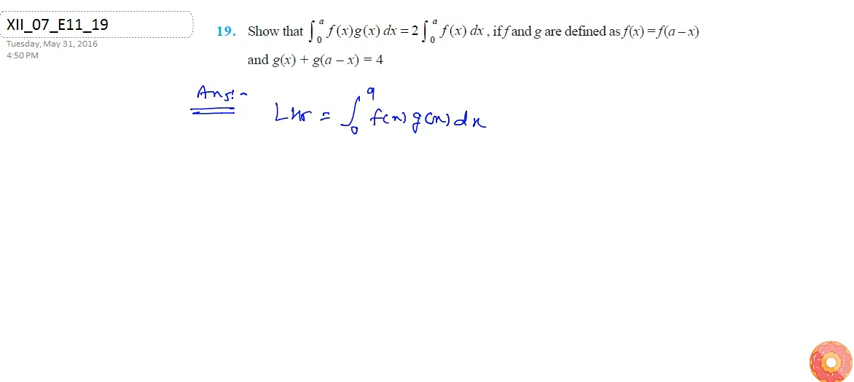 XII_07_E11_19
Tuesday, May 31, 2016
4:50 PM
19. Show that ∫₀ᵃ f(x)g(x) dx = 2 ∫₀ᵃ f(x) dx, if f and g are defined as f(x) = f(a – x)
and g(x) + g(a – x) = 4
Ans:-
LHS = ∫₀ᵃ f(x) g(x) dx